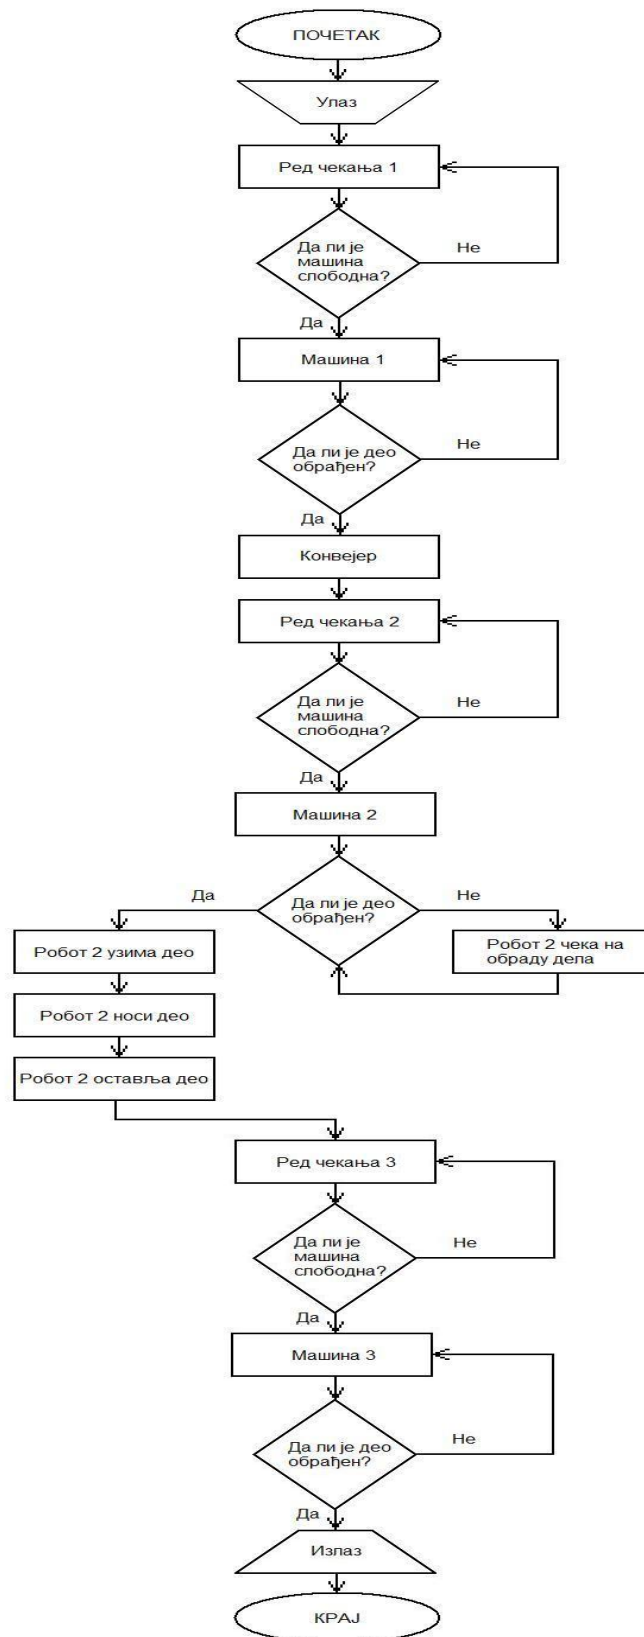 ПОЧЕТАК
Улаз
Ред чекања 1
Да ли је
машина
слободна?
Не
Да
Машина 1
Да ли је део
обрађен?
Не
Да
Конвејер
Ред чекања 2
Да ли је
машина
слободна?
Не
Да
Машина 2
Да ли је део
обрађен?
Да
Не
Робот 2 узима део
Робот 2 чека на
обраду дела
Робот 2 носи део
Робот 2 оставља део
Ред чекања 3
Да ли је
машина
слободна?
Не
Да
Машина 3
Да ли је део
обрађен?
Не
Да
Излаз
КРАЈ